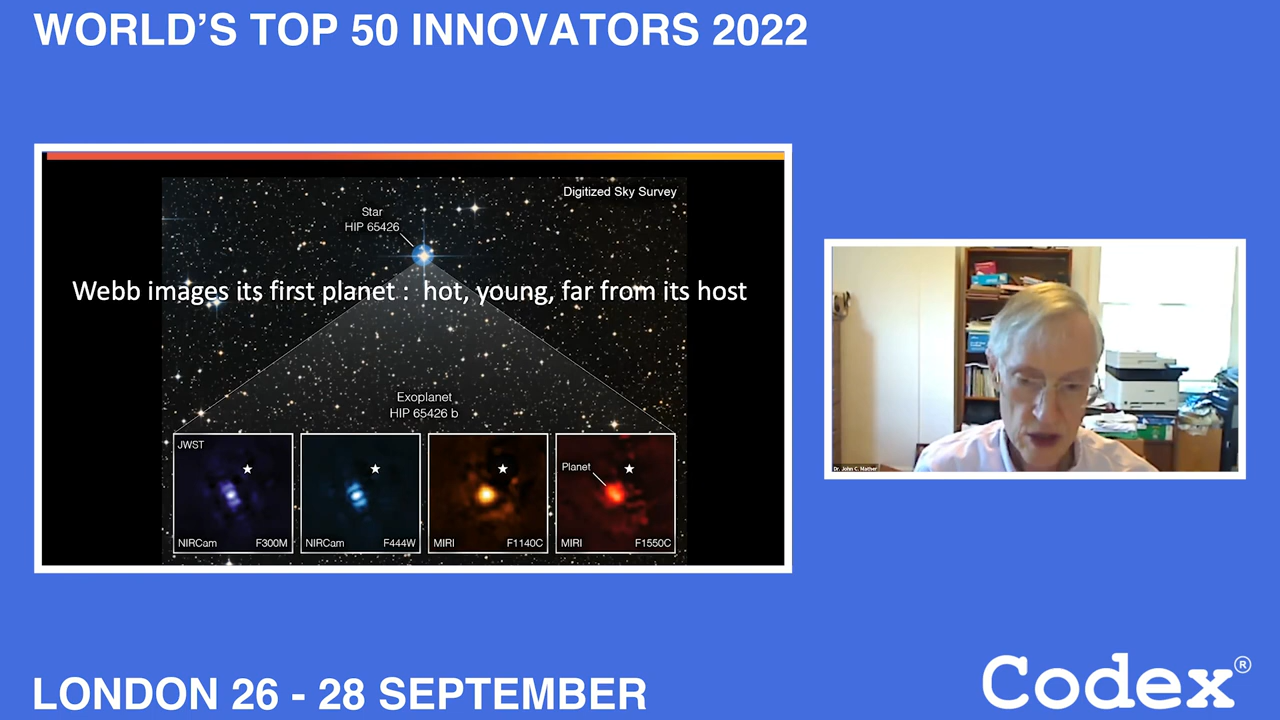 WORLD'S TOP 50 INNOVATORS 2022
Digitized Sky Survey
Star
HIP 65426
Webb images its first planet : hot, young, far from its host
Exoplanet
HIP 65426 b
JWST
NIRCam F300M
NIRCam F444W
MIRI F1140C
Planet
MIRI F1550C
Dr. John C. Mather
LONDON 26 - 28 SEPTEMBER
Codex®